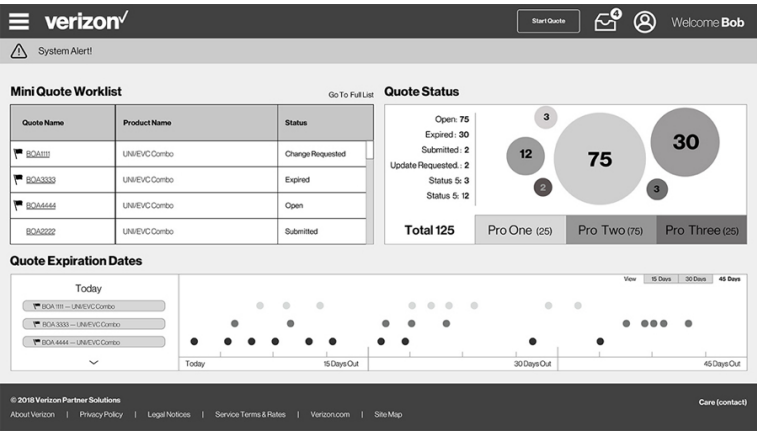 verizon✓
Start Quote
4
Welcome Bob
System Alert!
Mini Quote Worklist
Go To Full List
Quote Name Product Name Status
BOA1111 UNI/EVC Combo Change Requested
BOA3333 UNI/EVC Combo Expired
BOA4444 UNI/EVC Combo Open
BOA2222 UNI/EVC Combo Submitted
Quote Status
Open: 75
Expired: 30
Submitted: 2
Update Requested.: 2
Status 5: 3
Status 5: 12
3
12
2
75
30
3
Total 125
Pro One (25)
Pro Two (75)
Pro Three (25)
Quote Expiration Dates
Today
BOA 1111 — UNI/EVC Combo
BOA 3333 — UNI/EVC Combo
BOA 4444 — UNI/EVC Combo
View 15 Days 30 Days 45 Days
Today 15 Days Out 30 Days Out 45 Days Out
© 2018 Verizon Partner Solutions
About Verizon | Privacy Policy | Legal Notices | Service Terms & Rates | Verizon.com | Site Map
Care (contact)